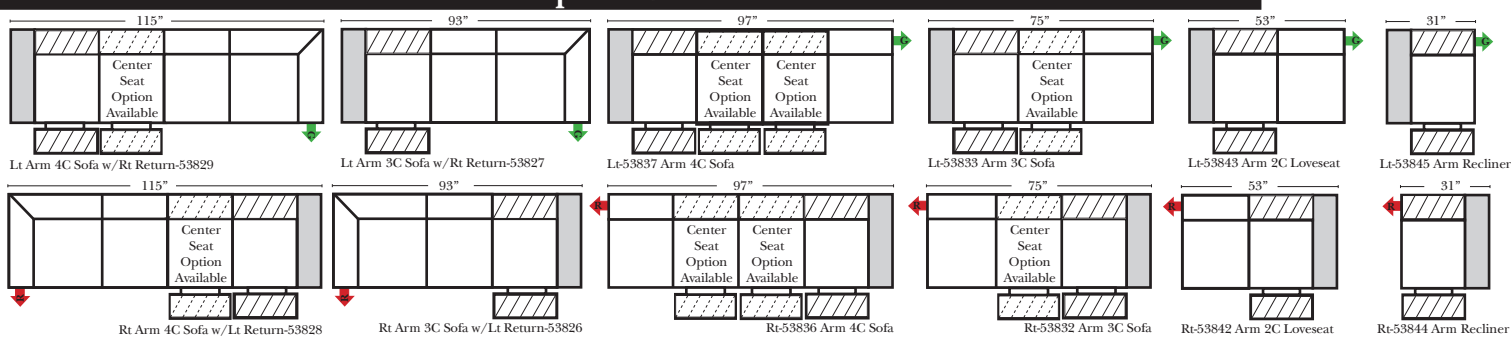 115”
93”
97”
75”
53”
31”
Center
Seat
Option
Available
G
Lt Arm 4C Sofa w/Rt Return-53829
G
Lt Arm 3C Sofa w/Rt Return-53827
Center
Seat
Option
Available
Center
Seat
Option
Available
G
Lt-53837 Arm 4C Sofa
Center
Seat
Option
Available
G
Lt-53833 Arm 3C Sofa
G
Lt-53843 Arm 2C Loveseat
G
Lt-53845 Arm Recliner
115”
93”
97”
75”
53”
31”
Center
Seat
Option
Available
R
Rt Arm 4C Sofa w/Lt Return-53828
R
Rt Arm 3C Sofa w/Lt Return-53826
R
Center
Seat
Option
Available
Center
Seat
Option
Available
Rt-53836 Arm 4C Sofa
R
Center
Seat
Option
Available
Rt-53832 Arm 3C Sofa
R
Rt-53842 Arm 2C Loveseat
R
Rt-53844 Arm Recliner